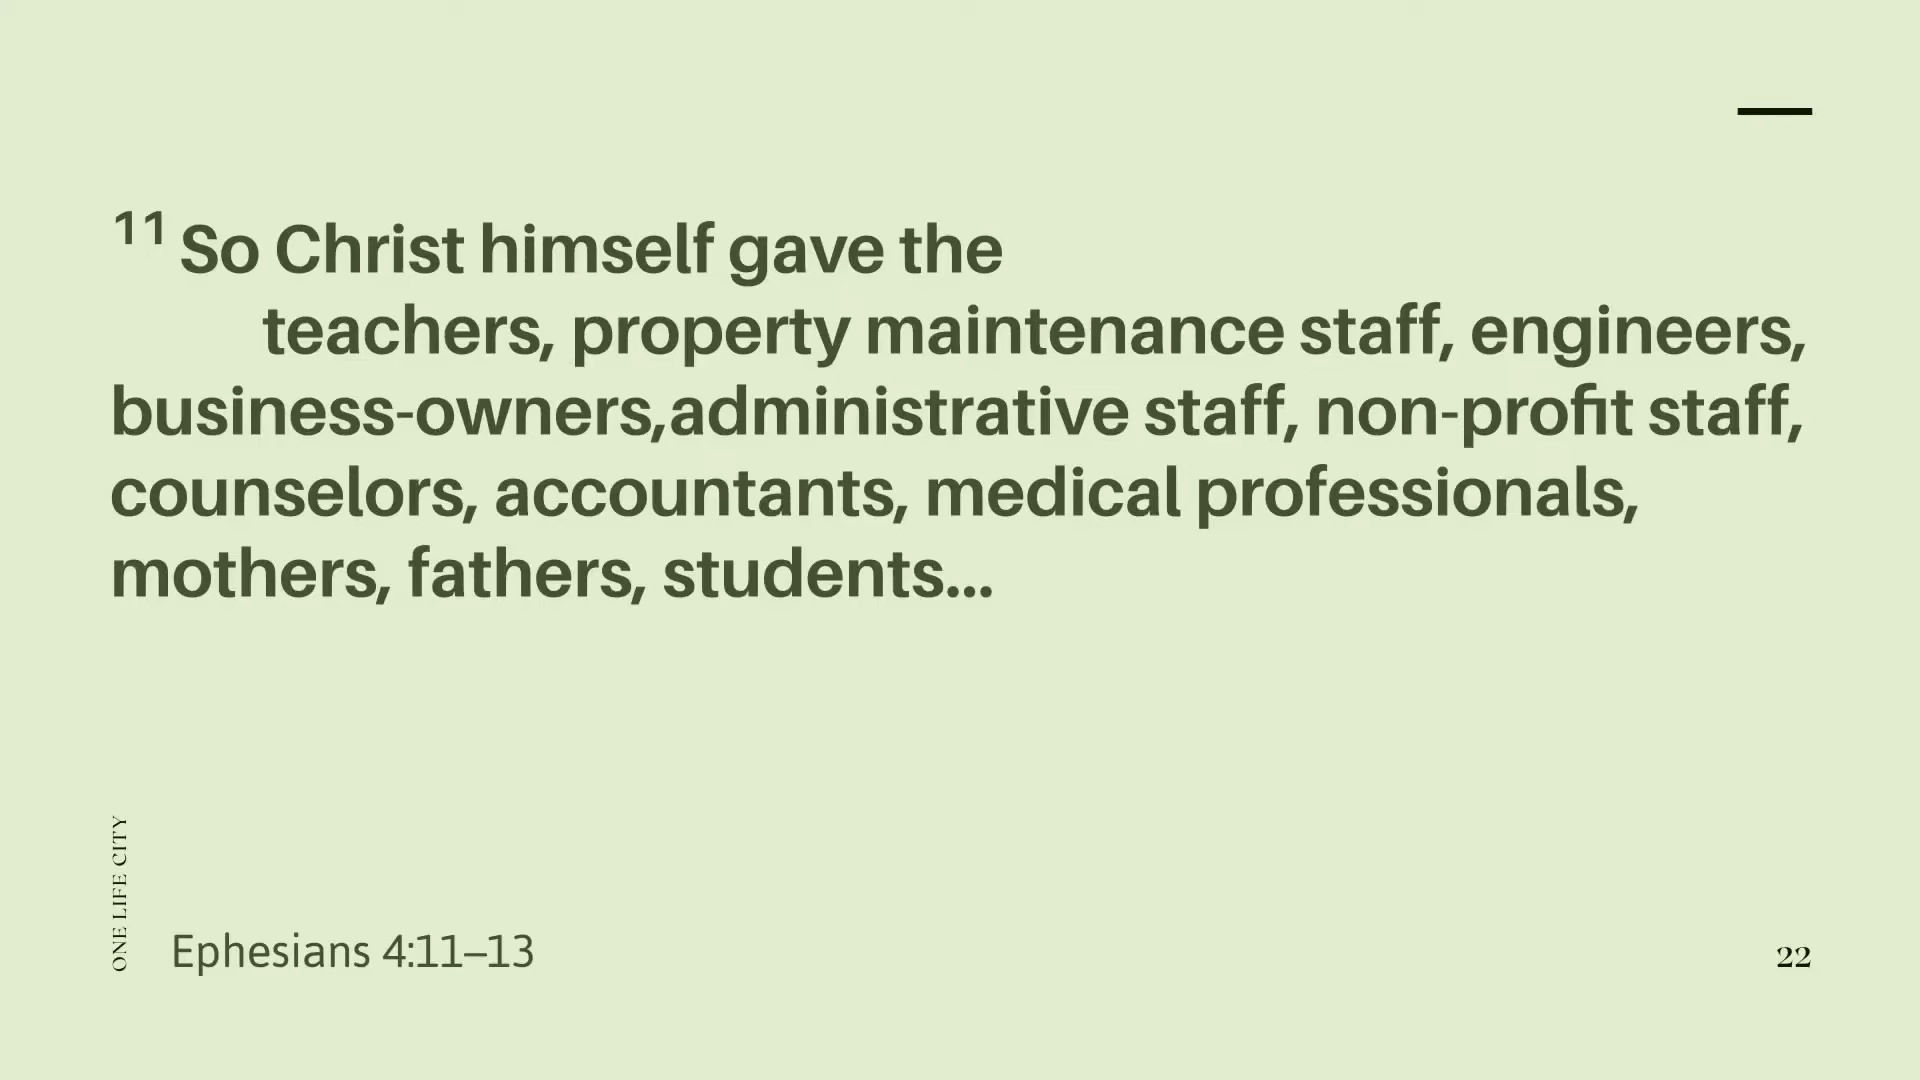 11 So Christ himself gave the
teachers, property maintenance staff, engineers,
business-owners,administrative staff, non-profit staff,
counselors, accountants, medical professionals,
mothers, fathers, students...
ONE LIFE CITY
Ephesians 4:11–13
22